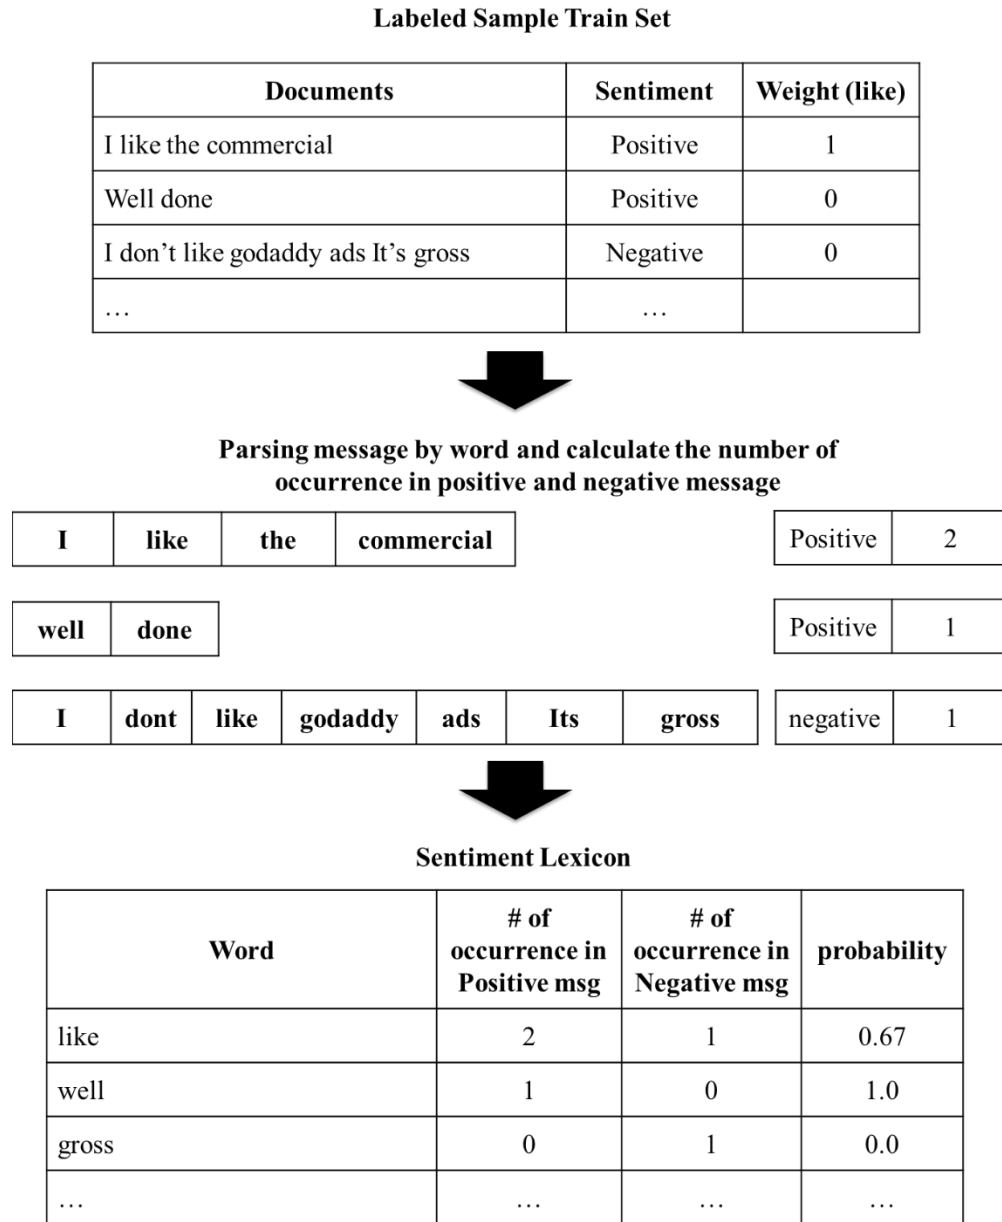 Labeled Sample Train Set
Documents Sentiment Weight (like)
I like the commercial Positive 1
Well done Positive 0
I don’t like godaddy ads It’s gross Negative 0
… …
Parsing message by word and calculate the number of
occurrence in positive and negative message
I like the commercial Positive 2
well done Positive 1
I dont like godaddy ads Its gross negative 1
Sentiment Lexicon
Word # of occurrence in Positive msg # of occurrence in Negative msg probability
like 2 1 0.67
well 1 0 1.0
gross 0 1 0.0
… … … …